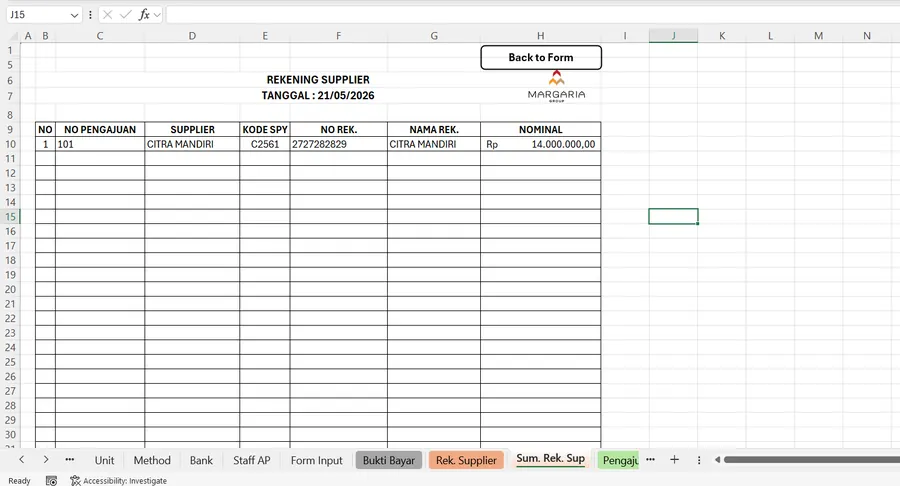 J15
fx
A B C D E F G H I J K L M N
1
Back to Form
5
6 REKENING SUPPLIER
7 TANGGAL : 21/05/2026
MARGARIA
GROUP
8
9 NO NO PENGAJUAN SUPPLIER KODE SPY NO REK. NAMA REK. NOMINAL
10 1 101 CITRA MANDIRI C2561 2727282829 CITRA MANDIRI Rp 14.000.000,00
11
12
13
14
15
16
17
18
19
20
21
22
23
24
25
26
27
28
29
30
31
... Unit Method Bank Staff AP Form Input Bukti Bayar Rek. Supplier Sum. Rek. Sup Pengaju ...
Ready Accessibility: Investigate